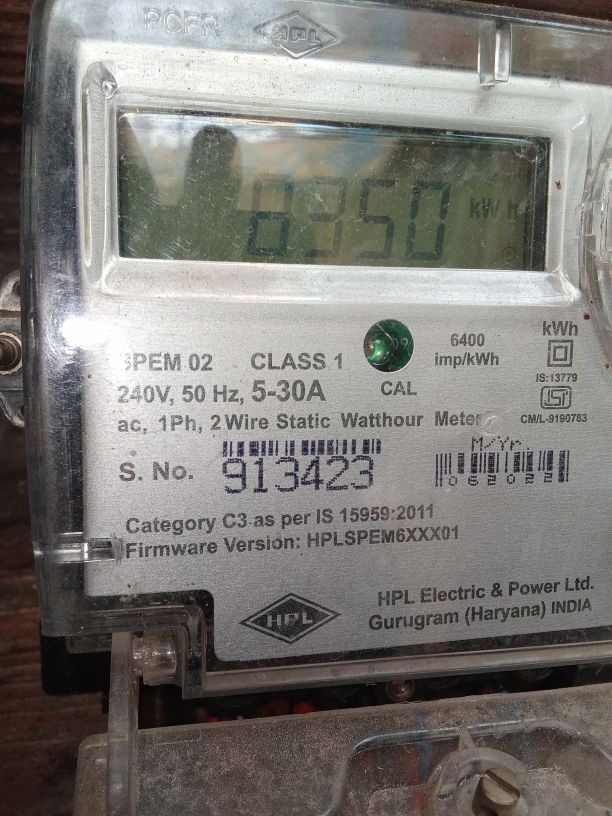 PCFR HPL
8350 kWh
SPEM 02 CLASS 1
6400
imp/kWh
kWh
240V, 50 Hz, 5-30A
CAL
IS:13779
ISI
ac, 1Ph, 2 Wire Static Watthour Meter
CM/L-9190783
S. No. 913423
M/Yr.
062022
Category C3 as per IS 15959:2011
Firmware Version: HPLSPEM6XXX01
HPL
HPL Electric & Power Ltd.
Gurugram (Haryana) INDIA